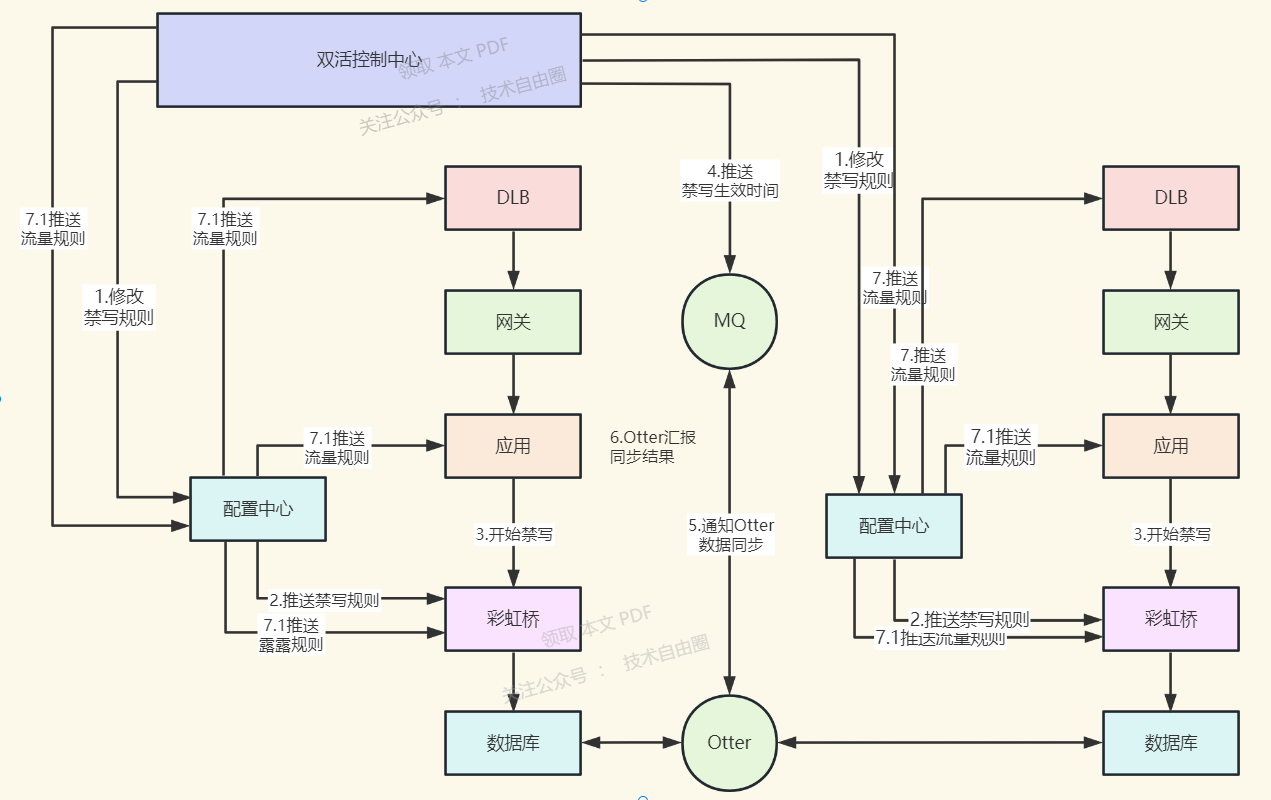 双活控制中心
领取 本文 PDF
关注公众号 ： 技术自由圈
1.修改
禁写规则
4.推送
禁写生效时间
DLB
DLB
7.1推送
流量规则
7.1推送
流量规则
7.推送
流量规则
1.修改
禁写规则
网关
MQ
网关
7.推送
流量规则
7.1推送
流量规则
应用
6.Otter汇报
同步结果
7.1推送
流量规则
应用
配置中心
3.开始禁写
5.通知Otter
数据同步
配置中心
3.开始禁写
2.推送禁写规则
彩虹桥
2.推送禁写规则
彩虹桥
7.1推送
露露规则
7.1推送流量规则
领取 本文 PDF
关注公众号 ： 技术自由圈
数据库
Otter
数据库